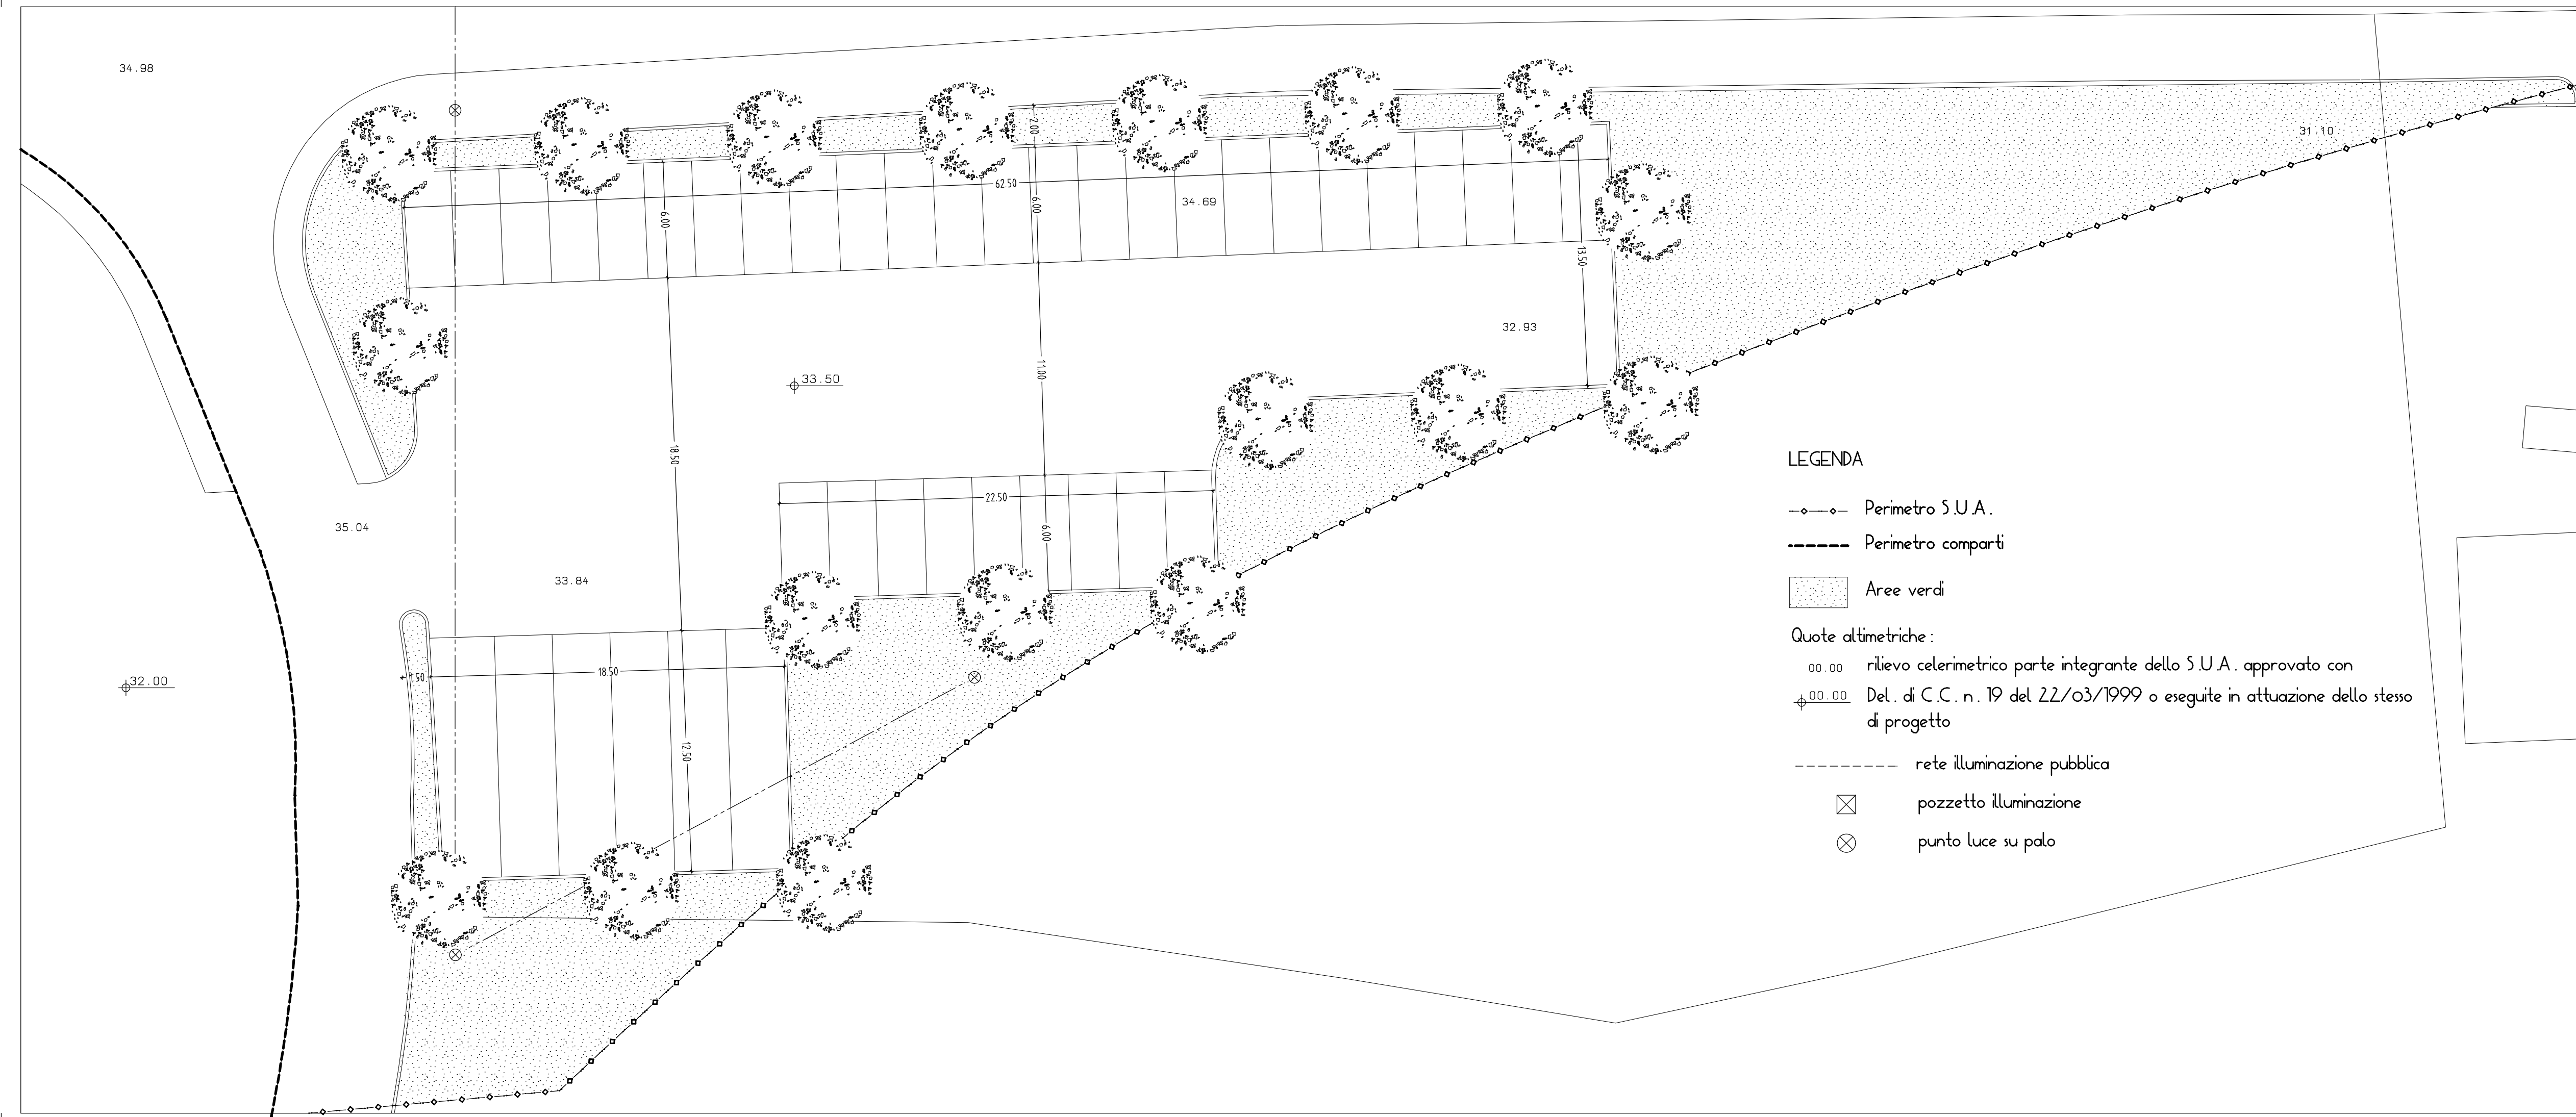 34.98
31.10
2.00
62.50
6.00
6.00
34.69
13.50
32.93
11.00
33.50
18.50
22.50
6.00
35.04
33.84
32.00
1.50
18.50
12.50
LEGENDA
Perimetro S.U.A.
Perimetro comparti
Aree verdi
Quote altimetriche:
00.00 rilievo celerimetrico parte integrante dello S.U.A. approvato con
00.00 Del. di C.C. n. 19 del 22/03/1999 o eseguite in attuazione dello stesso
di progetto
rete illuminazione pubblica
pozzetto illuminazione
punto luce su palo